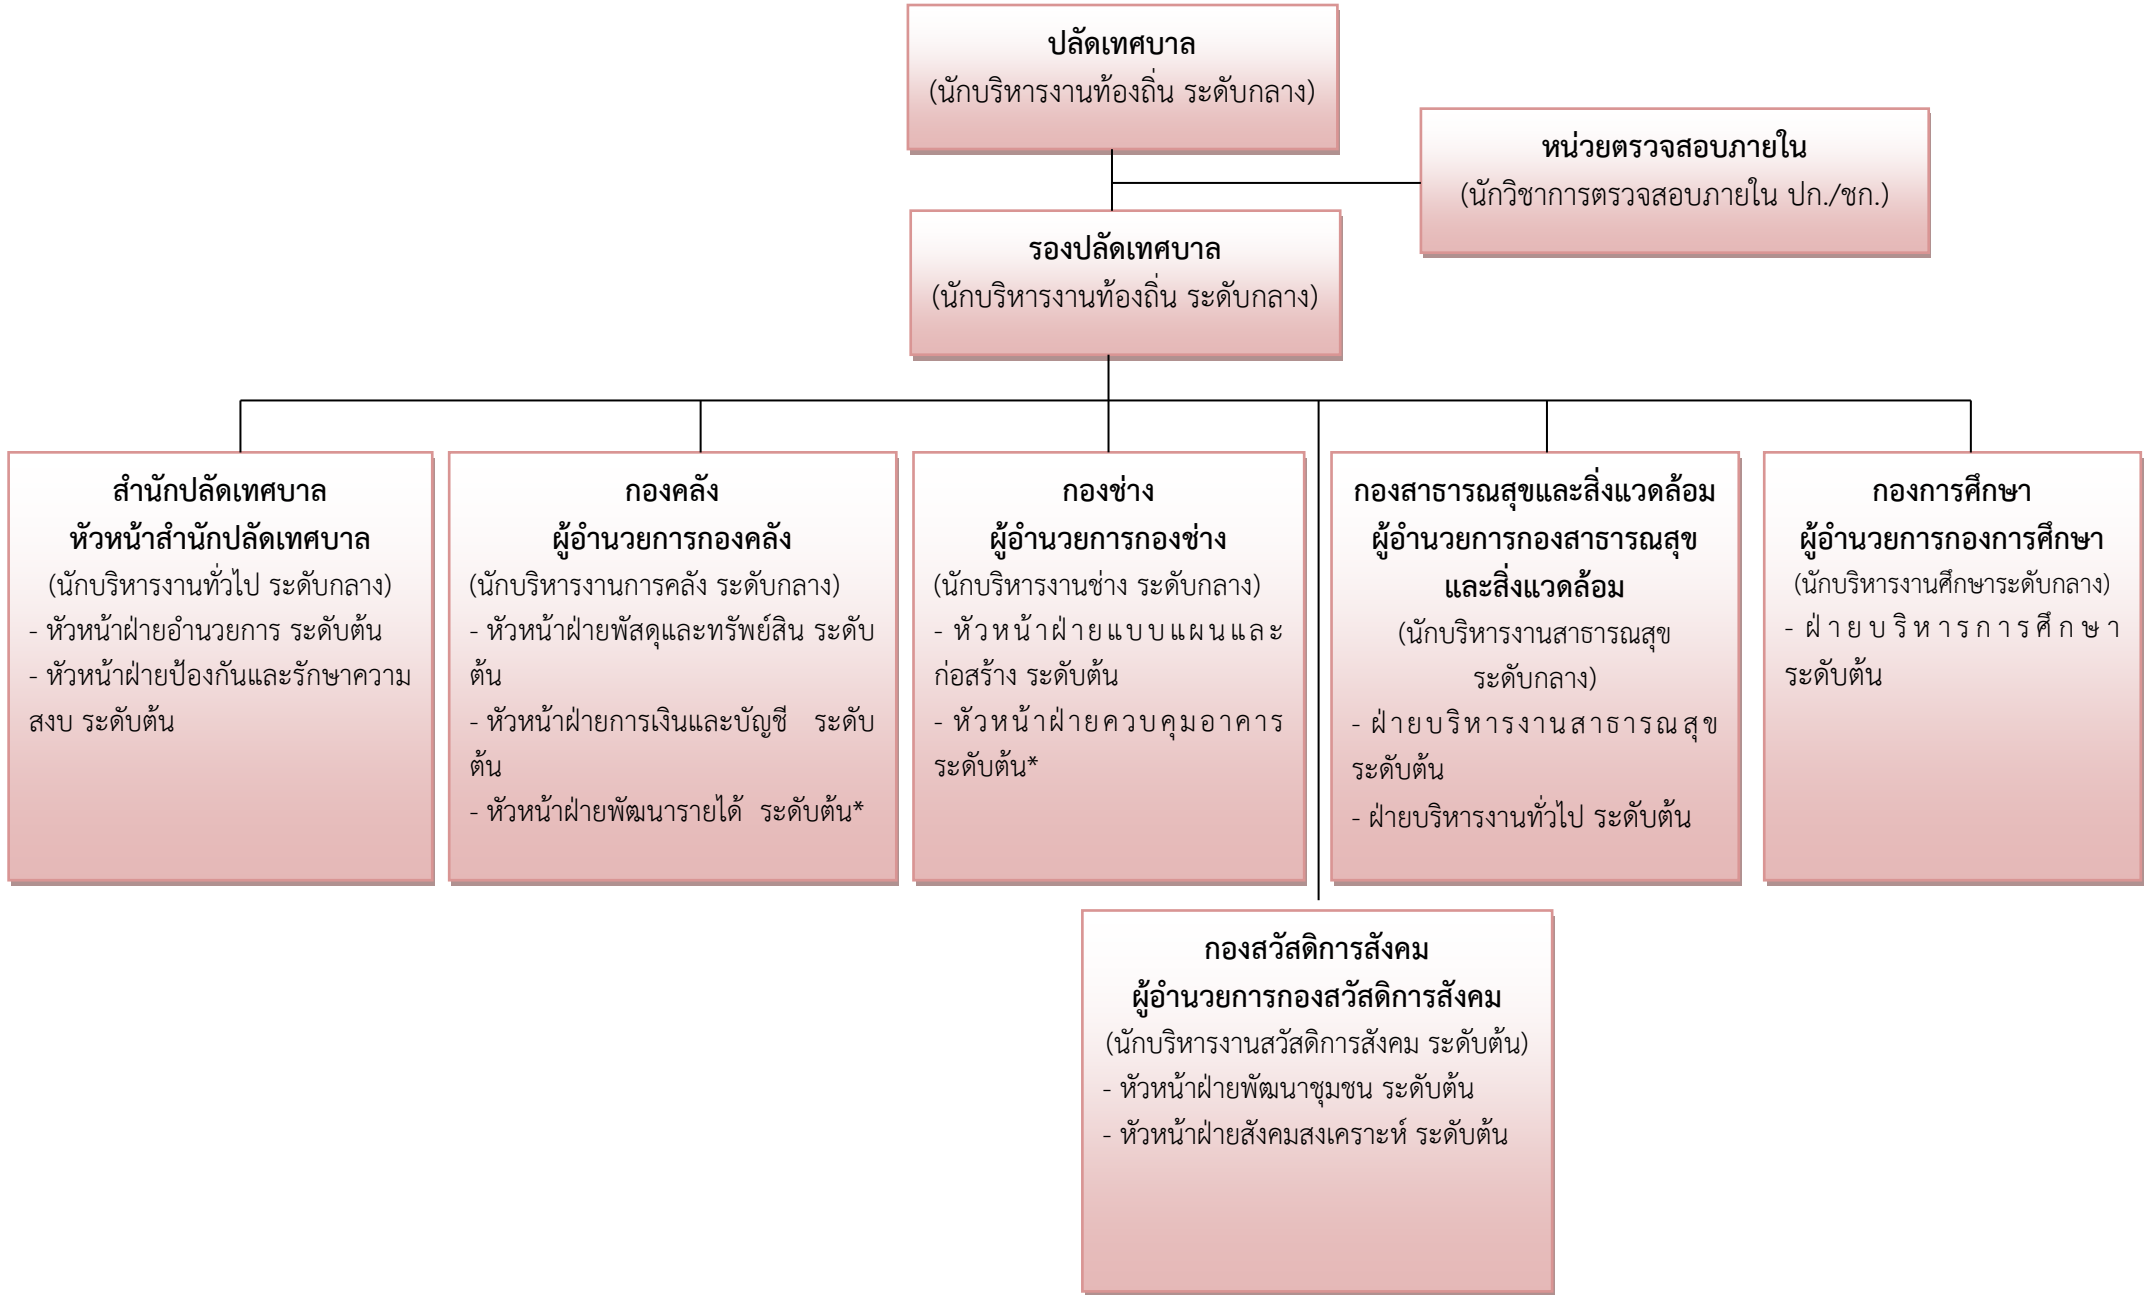 ปลัดเทศบาล
(นักบริหารงานท้องถิ่น ระดับกลาง)
หน่วยตรวจสอบภายใน
(นักวิชาการตรวจสอบภายใน ปก./ชก.)
รองปลัดเทศบาล
(นักบริหารงานท้องถิ่น ระดับกลาง)
สำนักปลัดเทศบาล
หัวหน้าสำนักปลัดเทศบาล
(นักบริหารงานทั่วไป ระดับกลาง)
- หัวหน้าฝ่ายอำนวยการ ระดับต้น
- หัวหน้าฝ่ายป้องกันและรักษาความ
สงบ ระดับต้น
กองคลัง
ผู้อำนวยการกองคลัง
(นักบริหารงานการคลัง ระดับกลาง)
- หัวหน้าฝ่ายพัสดุและทรัพย์สิน ระดับ
ต้น
- หัวหน้าฝ่ายการเงินและบัญชี ระดับ
ต้น
- หัวหน้าฝ่ายพัฒนารายได้ ระดับต้น*
กองช่าง
ผู้อำนวยการกองช่าง
(นักบริหารงานช่าง ระดับกลาง)
- หัวหน้าฝ่ายแบบแผนและ
ก่อสร้าง ระดับต้น
- หัวหน้าฝ่ายควบคุมอาคาร
ระดับต้น*
กองสาธารณสุขและสิ่งแวดล้อม
ผู้อำนวยการกองสาธารณสุข
และสิ่งแวดล้อม
(นักบริหารงานสาธารณสุข
ระดับกลาง)
- ฝ่ายบริหารงานสาธารณสุข
ระดับต้น
- ฝ่ายบริหารงานทั่วไป ระดับต้น
กองการศึกษา
ผู้อำนวยการกองการศึกษา
(นักบริหารงานศึกษาระดับกลาง)
- ฝ่ายบริหารการศึกษา
ระดับต้น
กองสวัสดิการสังคม
ผู้อำนวยการกองสวัสดิการสังคม
(นักบริหารงานสวัสดิการสังคม ระดับต้น)
- หัวหน้าฝ่ายพัฒนาชุมชน ระดับต้น
- หัวหน้าฝ่ายสังคมสงเคราะห์ ระดับต้น